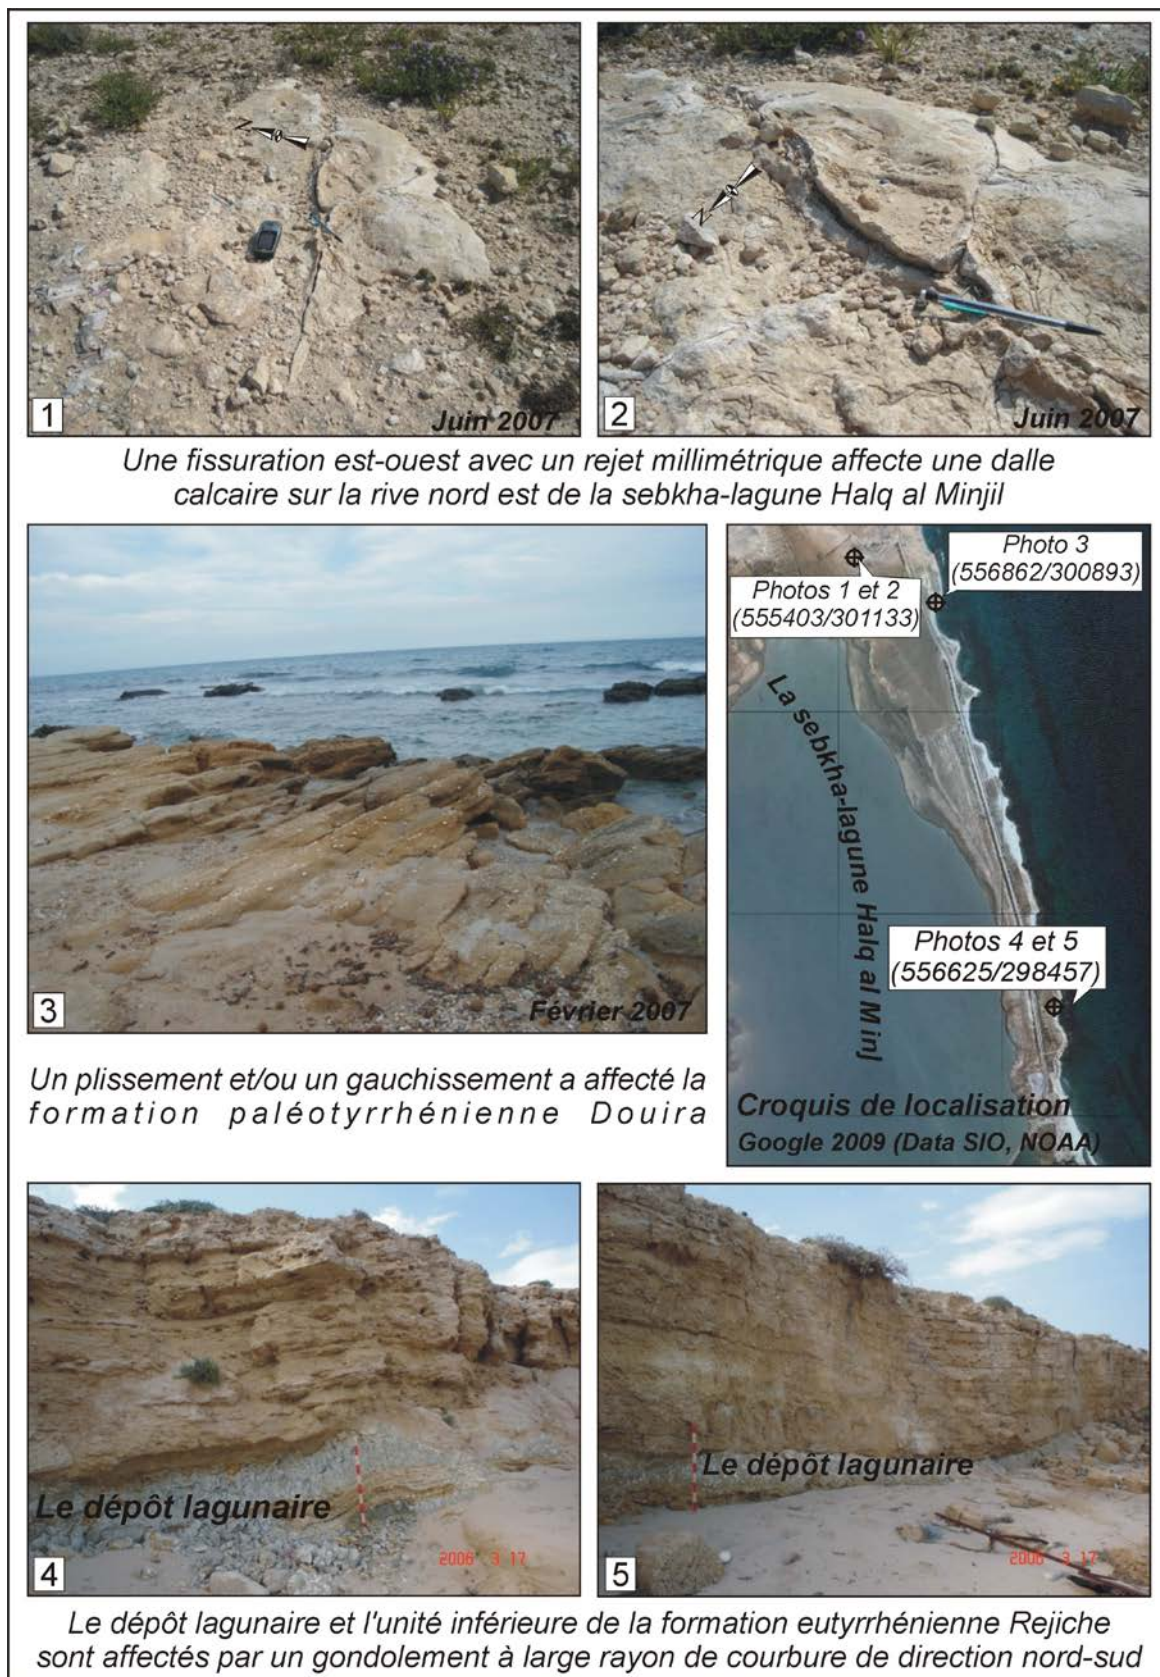 N
N
1
Juin 2007
2
Juin 2007
Une fissuration est-ouest avec un rejet millimétrique affecte une dalle
calcaire sur la rive nord est de la sebkha-lagune Halq al Minjil
3
Février 2007
Photo 3
(556862/300893)
Photos 1 et 2
(555403/301133)
La sebkha-lagune Halq al M inj
Photos 4 et 5
(556625/298457)
Croquis de localisation
Google 2009 (Data SIO, NOAA)
Un plissement et/ou un gauchissement a affecté la
formation paléotyrrhénienne Douira
Le dépôt lagunaire
4
2006 3 17
Le dépôt lagunaire
5
2006 3 17
Le dépôt lagunaire et l'unité inférieure de la formation eutyrrhénienne Rejiche
sont affectés par un gondolement à large rayon de courbure de direction nord-sud